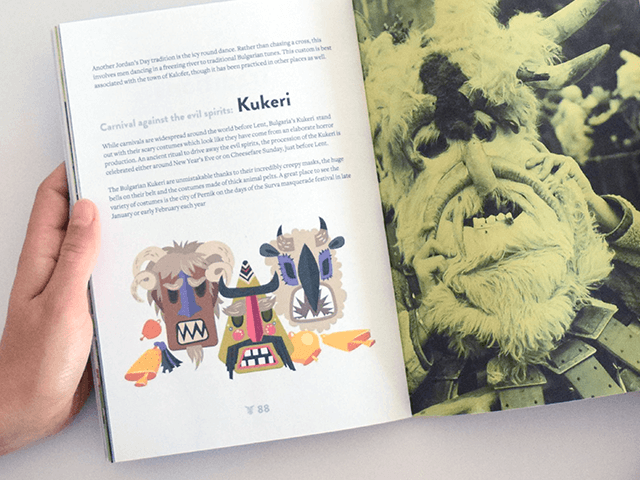 Another Jordan's Day tradition is the icy round dance. Rather than chasing a cross, this
involves men dancing in a freezing river to traditional Bulgarian tunes. This custom is best
associated with the town of Kalofer, though it has been practiced in other places as well.
Carnival against the evil spirits: Kukeri
While carnivals are widespread around the world before Lent, Bulgaria's Kukeri stand
out with their scary costumes which look like they have come from an elaborate horror
production. An ancient ritual to drive away the evil spirits, the procession of the Kukeri is
celebrated either around New Year's Eve or on Cheesefare Sunday, just before Lent.
The Bulgarian Kukeri are unmistakable thanks to their incredibly creepy masks, the huge
bells on their belt and the costumes made of thick animal pelts. A great place to see the
variety of costumes is the city of Pernik on the days of the Surva masquerade festival in late
January or early February each year
88